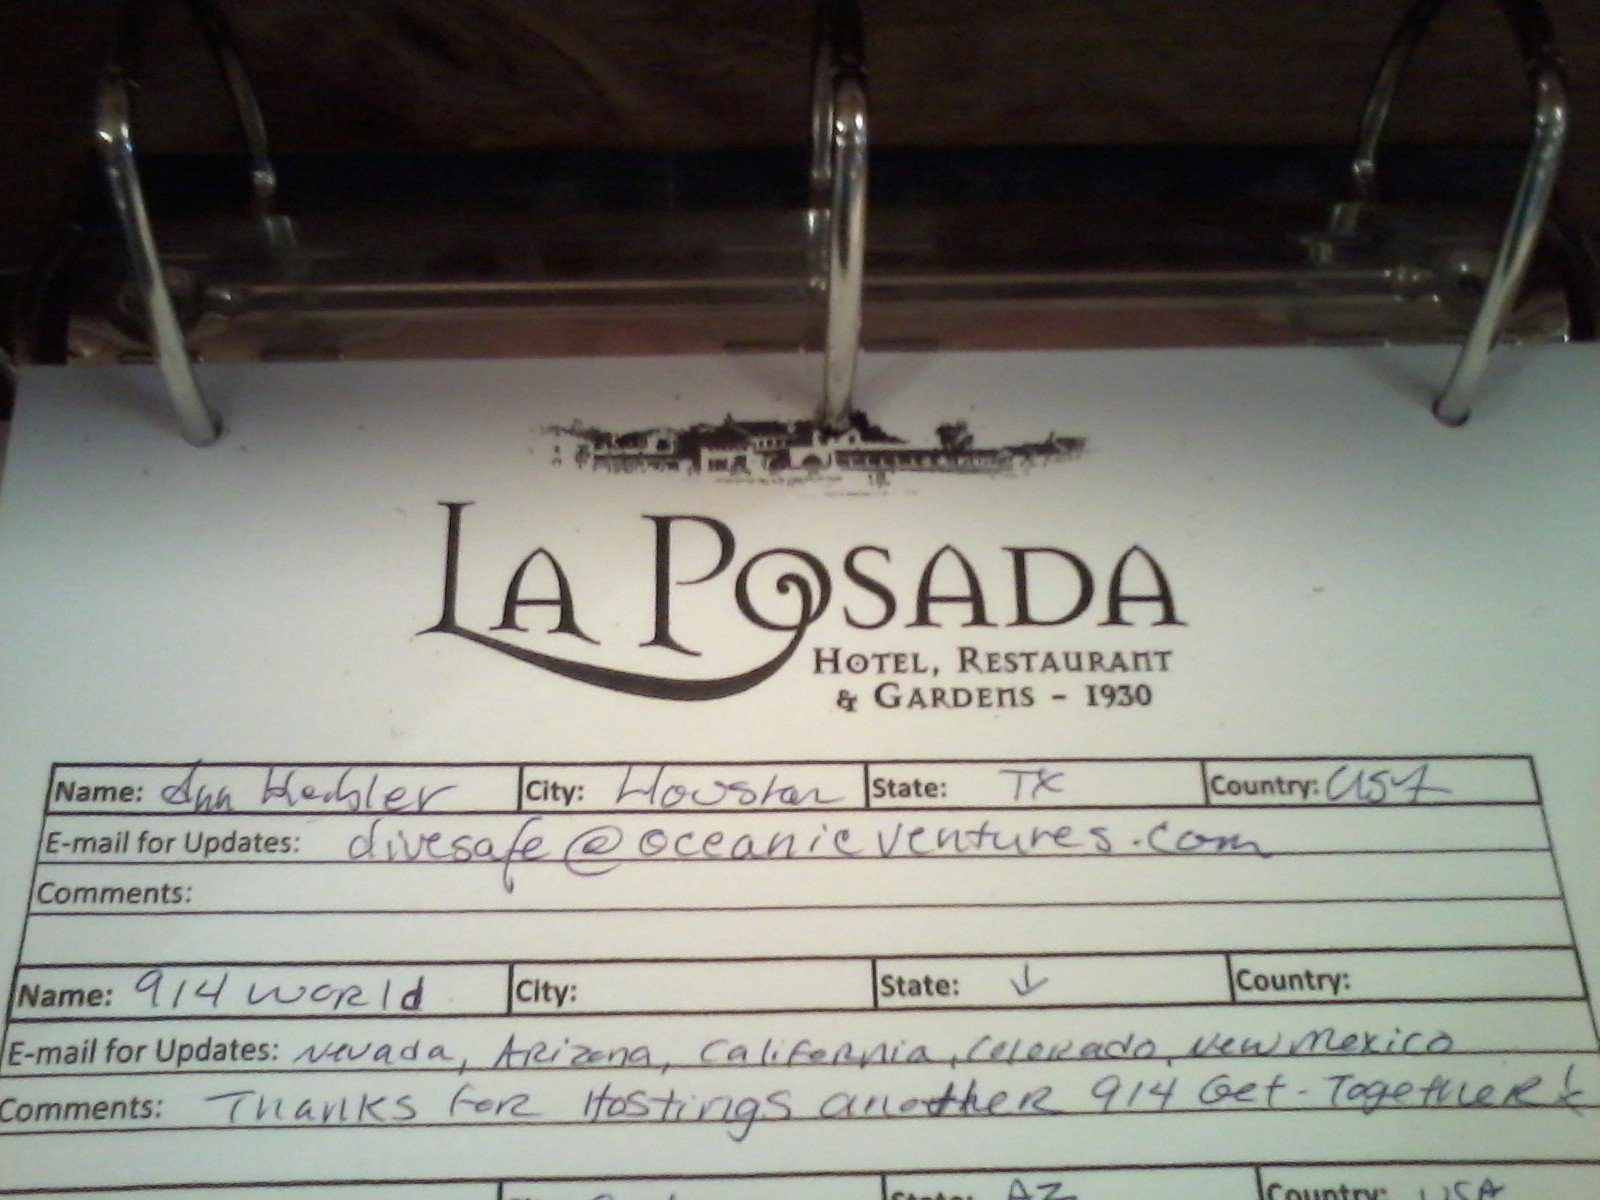 LA POSADA
HOTEL, RESTAURANT
& GARDENS - 1930
Name: Ann City: Houston State: TX Country: USA
E-mail for Updates: divesafe@oceanicventures.com
Comments:
Name: 914 World City: State: ↓ Country:
E-mail for Updates: Nevada, Arizona, California, Colorado, New Mexico
Comments: Thanks for Hostings another 914 Get-Together!
State: AZ Country: USA